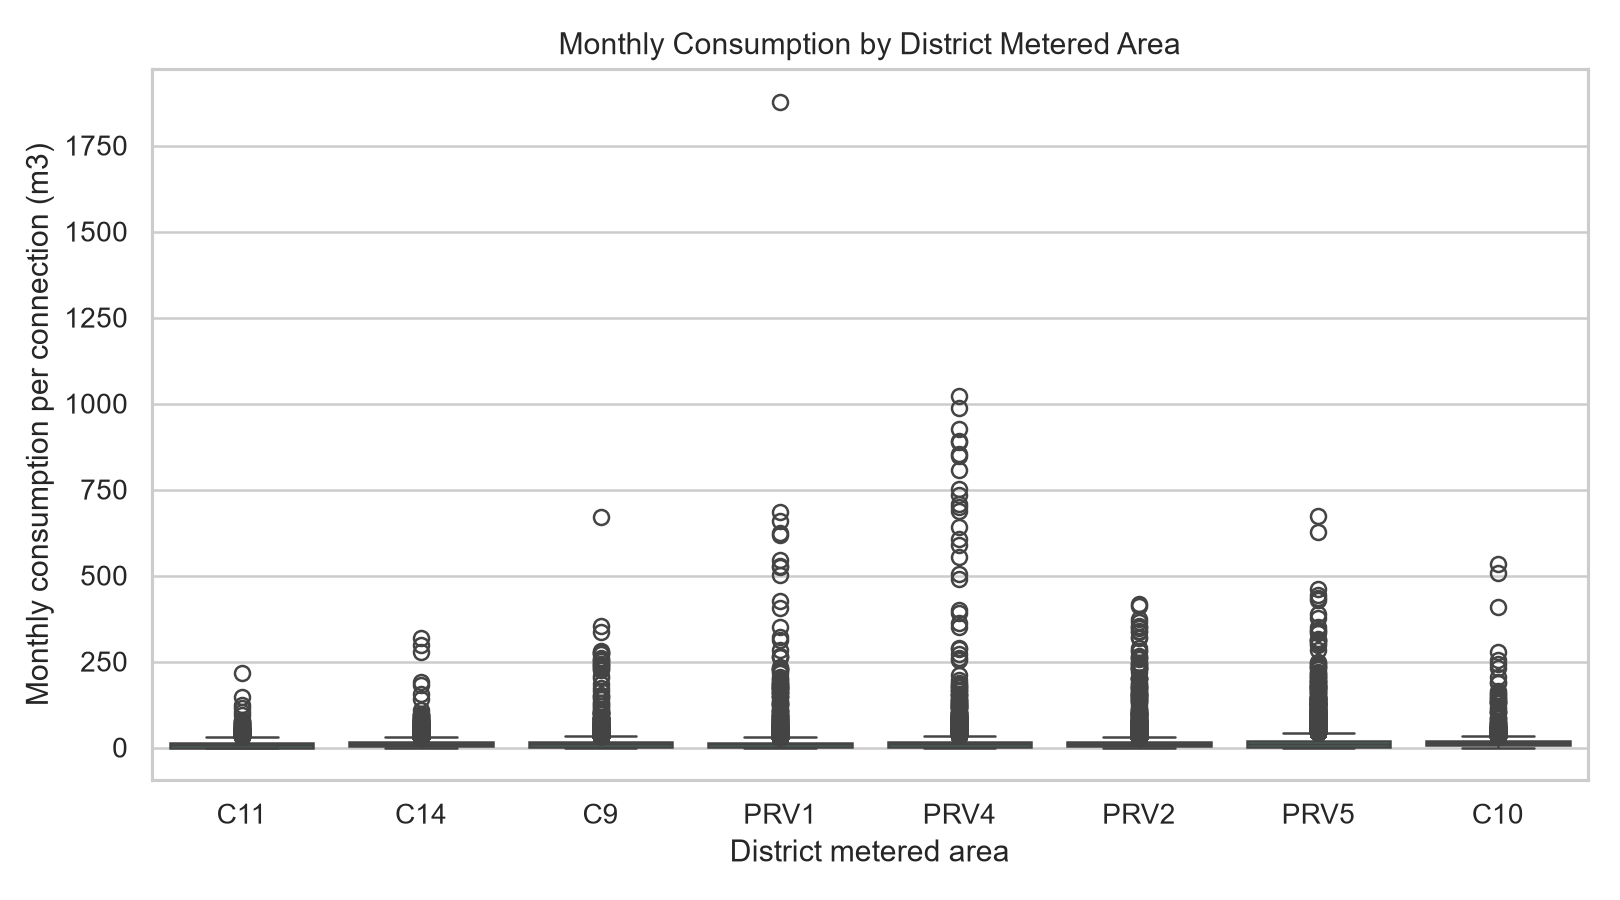 Monthly Consumption by District Metered Area
Monthly consumption per connection (m3)
1750
1500
1250
1000
750
500
250
0
C11 C14 C9 PRV1 PRV4 PRV2 PRV5 C10
District metered area